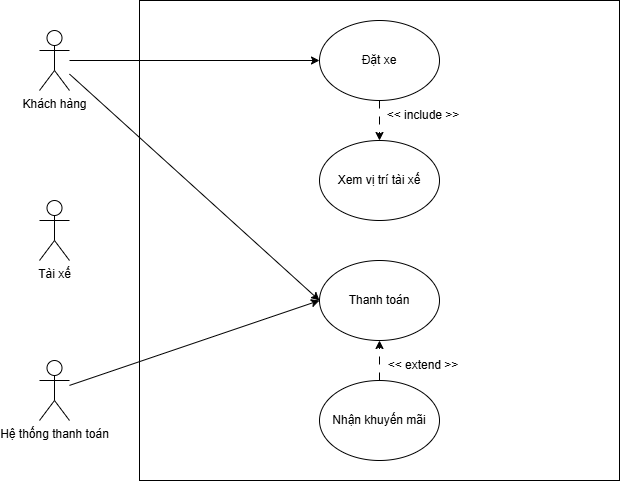 Đặt xe
Khách hàng
<< include >>
Xem vị trí tài xế
Tài xế
Thanh toán
<< extend >>
Nhận khuyến mãi
Hệ thống thanh toán